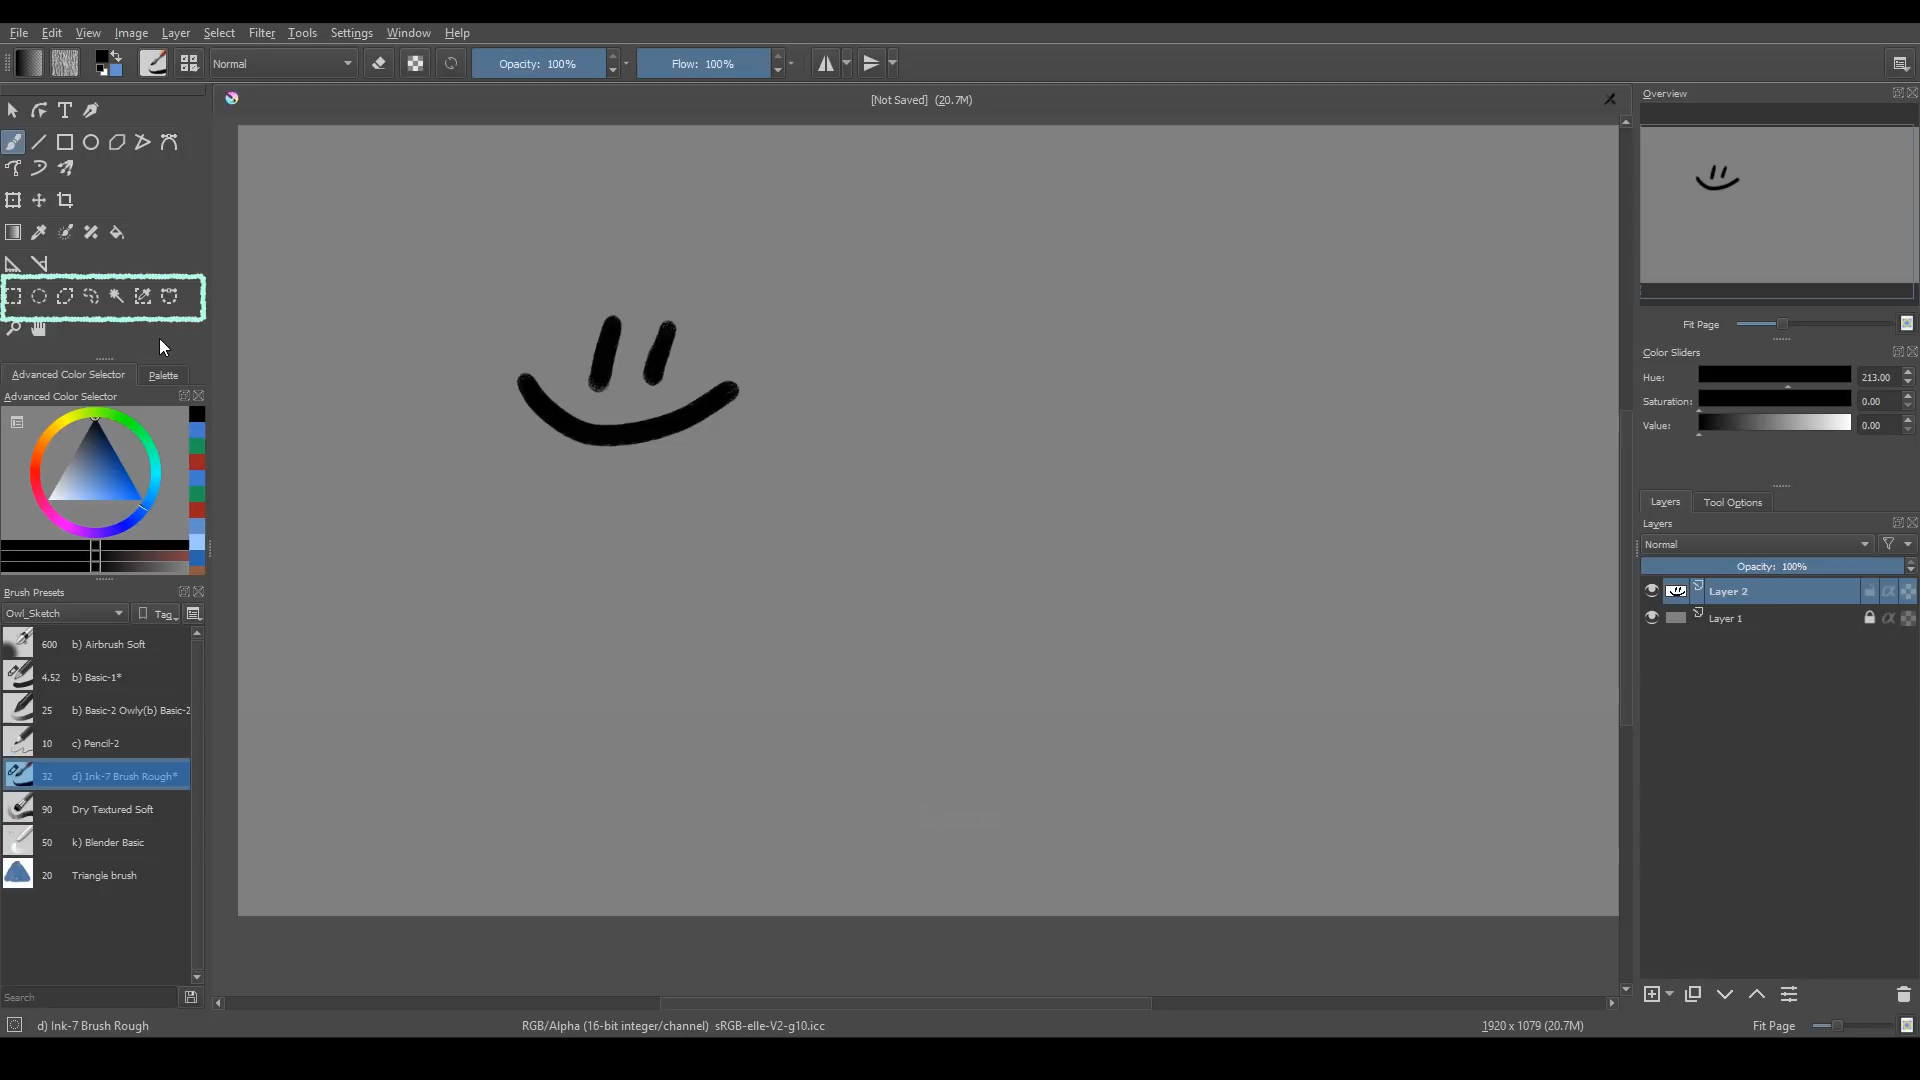 File Edit View Image Layer Select Filter Tools Settings Window Help
Normal Opacity: 100% Flow: 100%
[Not Saved] (20.7M)
Overview
Fit Page
Color Sliders
Hue: 213.00
Saturation: 0.00
Value: 0.00
Advanced Color Selector Palette
Advanced Color Selector
Brush Presets
Owl_Sketch Tag
600 b) Airbrush Soft
4.52 b) Basic-1*
25 b) Basic-2 Owly(b) Basic-2
10 c) Pencil-2
32 d) Ink-7 Brush Rough*
90 Dry Textured Soft
50 k) Blender Basic
20 Triangle brush
Search
Layers Tool Options
Layers
Normal
Opacity: 100%
Layer 2
Layer 1
d) Ink-7 Brush Rough RGB/Alpha (16-bit integer/channel) sRGB-elle-V2-g10.icc 1920 x 1079 (20.7M) Fit Page